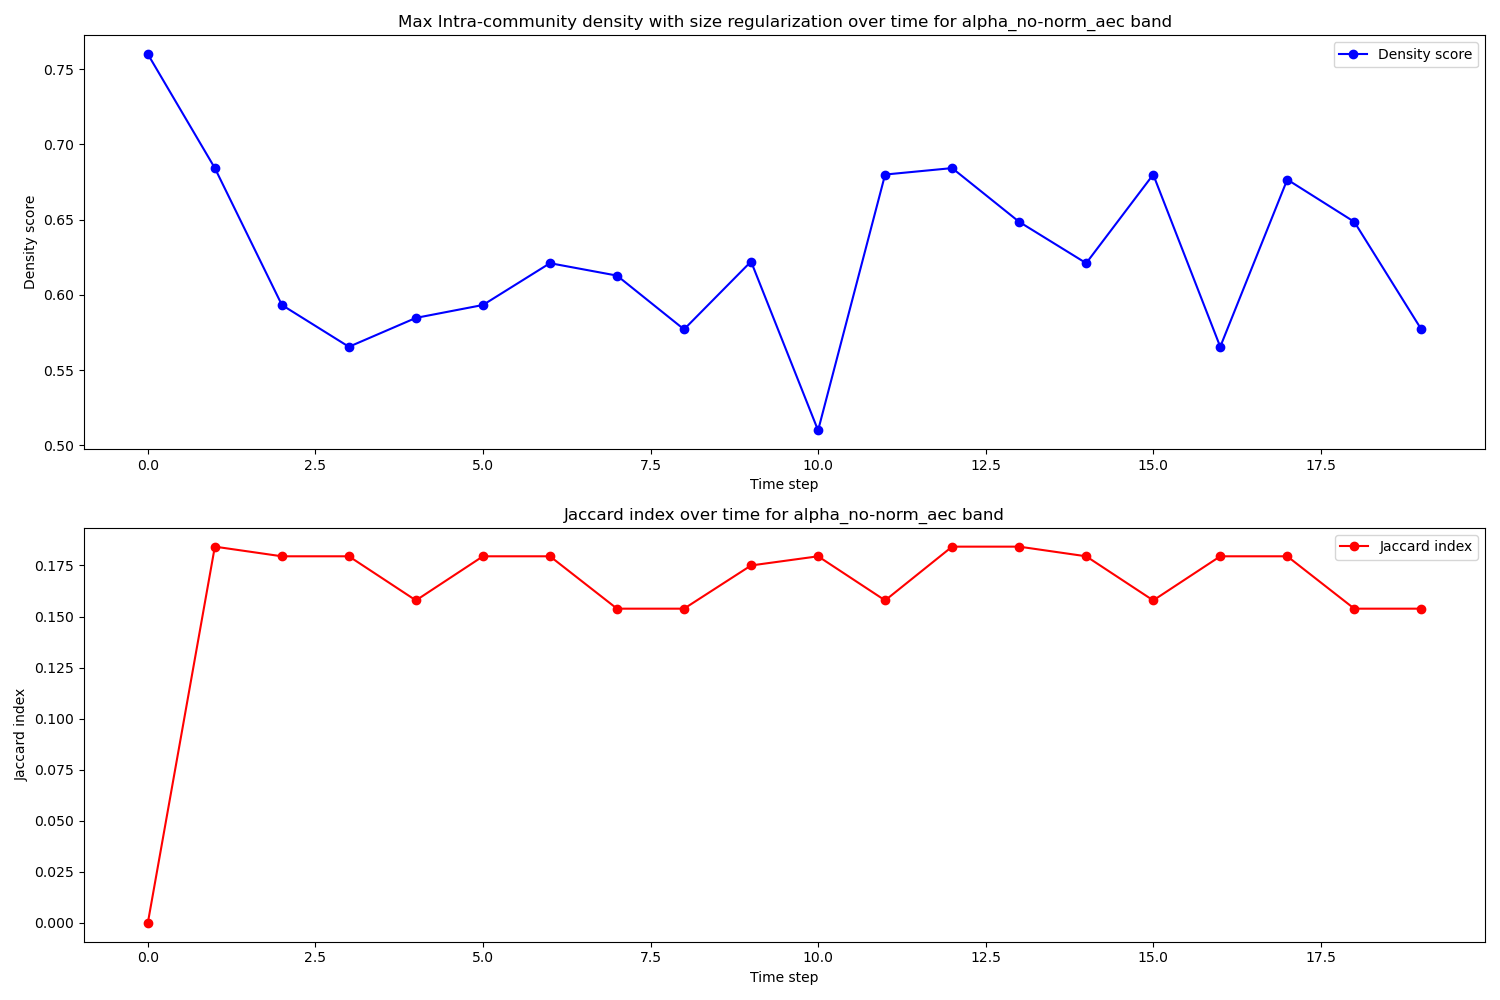 Max Intra-community density with size regularization over time for alpha_no-norm_aec band
Density score
0.75
0.70
0.65
0.60
0.55
0.50
Density score
0.0 2.5 5.0 7.5 10.0 12.5 15.0 17.5
Time step
Jaccard index over time for alpha_no-norm_aec band
Jaccard index
0.175
0.150
0.125
0.100
0.075
0.050
0.025
0.000
Jaccard index
0.0 2.5 5.0 7.5 10.0 12.5 15.0 17.5
Time step